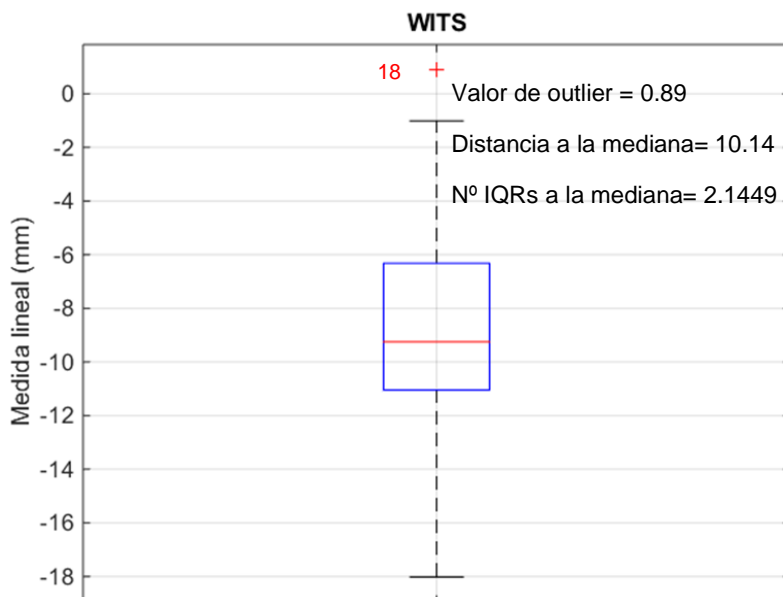 WITS
18
Valor de outlier = 0.89
Distancia a la mediana= 10.14
Nº IQRs a la mediana= 2.1449
Medida lineal (mm)
0
-2
-4
-6
-8
-10
-12
-14
-16
-18